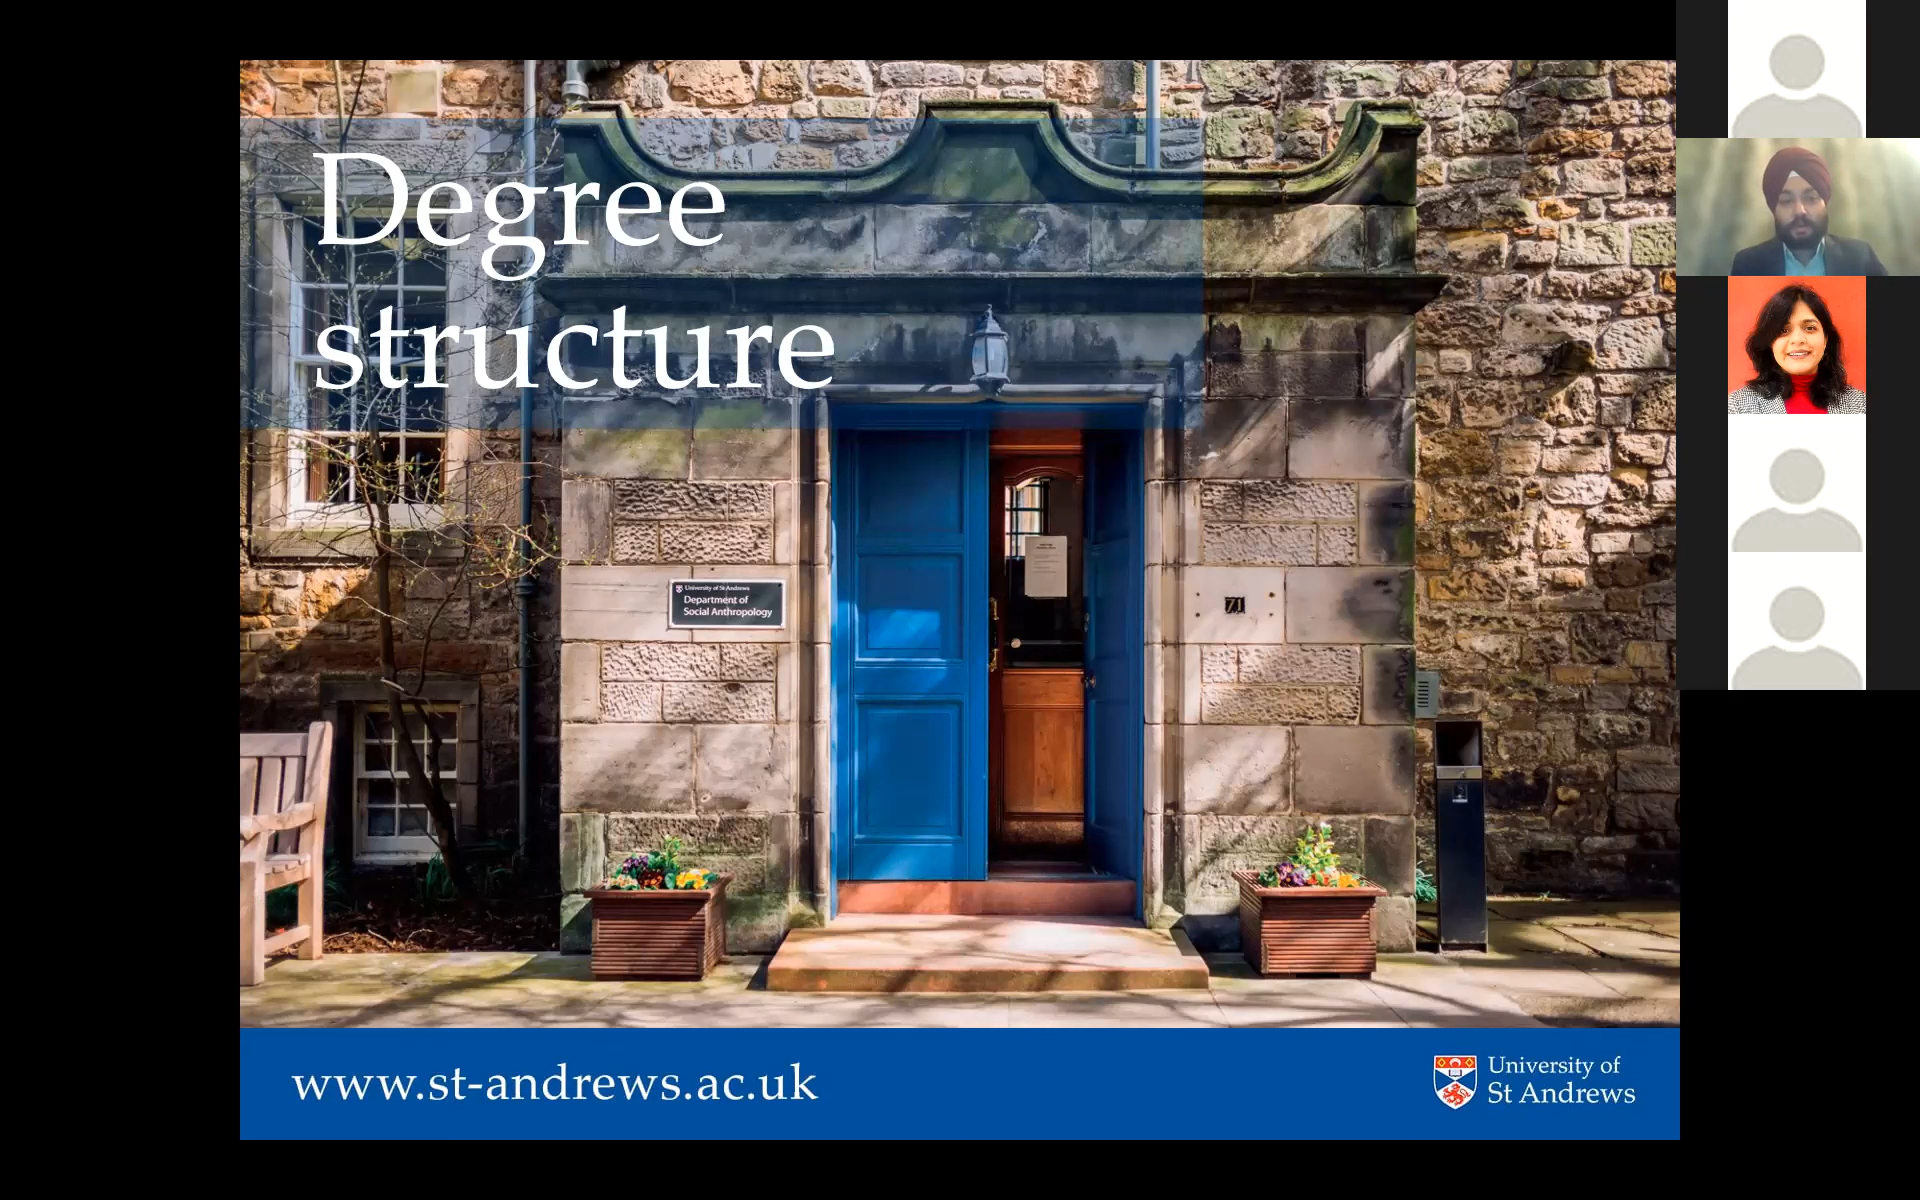 Degree
structure
University of St Andrews
Department of
Social Anthropology
71
www.st-andrews.ac.uk
University of
St Andrews